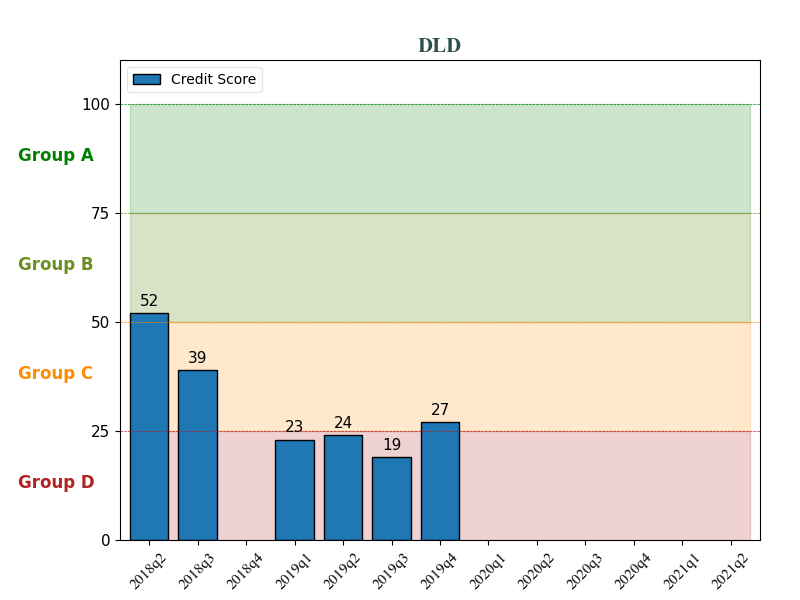 DLD
Credit Score
100
Group A
75
Group B
52
50
39
Group C
27
25
23
24
19
Group D
0
2018q2
2018q3
2018q4
2019q1
2019q2
2019q3
2019q4
2020q1
2020q2
2020q3
2020q4
2021q1
2021q2